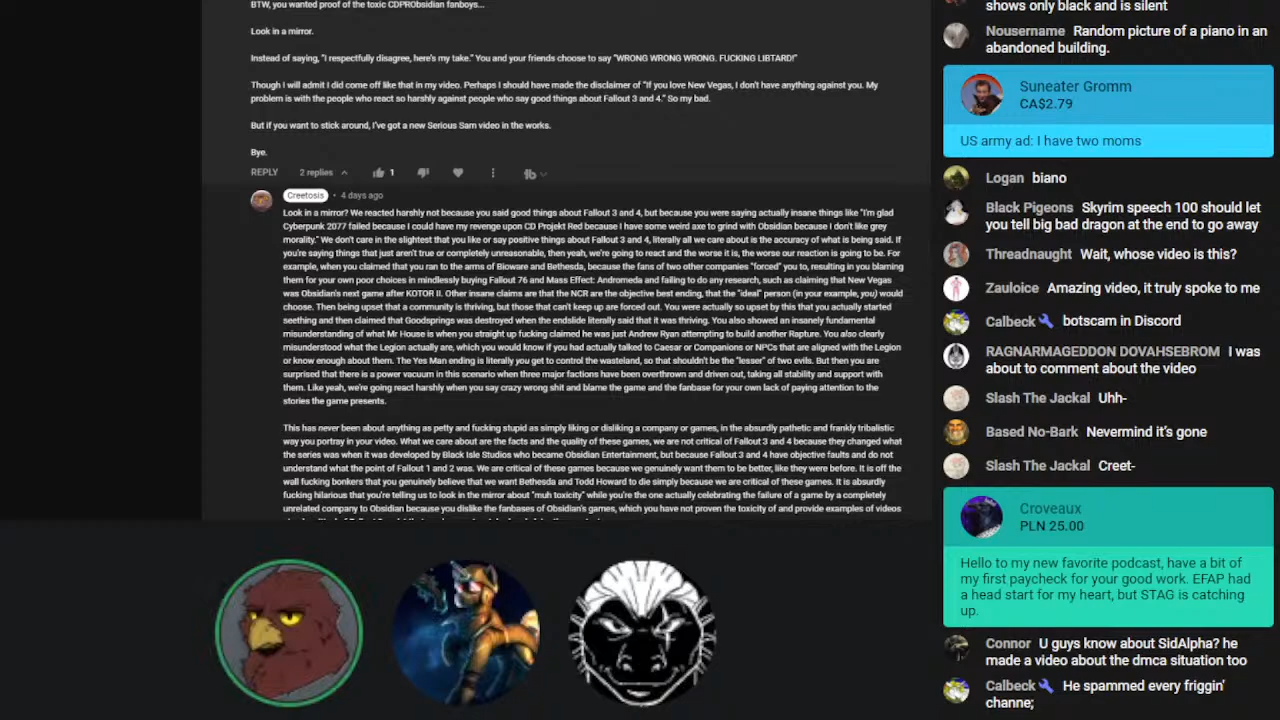 BTW, you wanted proof of the toxic CDPRObsidian fanboys...
Look in a mirror.
Instead of saying, "I respectfully disagree, here's my take." You and your friends choose to say "WRONG WRONG WRONG. FUCKING LIBTARD!"
Though I will admit I did come off like that in my video. Perhaps I should have made the disclaimer of "If you love New Vegas, I don't have anything against you. My
problem is with the people who react so harshly against people who say good things about Fallout 3 and 4." So my bad.
But if you want to stick around, I've got a new Serious Sam video in the works.
Bye.
REPLY 2 replies 1
Creetosis • 4 days ago
Look in a mirror? We reacted harshly not because you said good things about Fallout 3 and 4, but because you were saying actually insane things like "I'm glad
Cyberpunk 2077 failed because I could have my revenge upon CD Projekt Red because I have some weird axe to grind with Obsidian because I don't like grey
morality." We don't care in the slightest that you like or say positive things about Fallout 3 and 4, literally all we care about is the accuracy of what is being said. If
you're saying things that just aren't true or completely unreasonable, then yeah, we're going to react and the worse it is, the worse our reaction is going to be. For
example, when you claimed that you ran to the arms of Bioware and Bethesda, because the fans of two other companies "forced" you to, resulting in you blaming
them for your own poor choices in mindlessly buying Fallout 76 and Mass Effect: Andromeda and failing to do any research, such as claiming that New Vegas
was Obsidian's next game after KOTOR II. Other insane claims are that the NCR are the objective best ending, that the "ideal" person (in your example, you) would
choose. Then being upset that a community is thriving, but those that can't keep up are forced out. You were actually so upset by this that you actually started
seething and then claimed that Goodsprings was destroyed when the endslide literally said that it was thriving. You also showed an insanely fundamental
misunderstanding of what Mr House is when you straight up fucking claimed he was just Andrew Ryan attempting to build another Rapture. You also clearly
misunderstood what the Legion actually are, which you would know if you had actually talked to Caesar or Companions or NPCs that are aligned with the Legion
or know enough about them. The Yes Man ending is literally you get to control the wasteland, so that shouldn't be the "lesser" of two evils. But then you are
surprised that there is a power vacuum in this scenario when three major factions have been overthrown and driven out, taking all stability and support with
them. Like yeah, we're going react harshly when you say crazy wrong shit and blame the game and the fanbase for your own lack of paying attention to the
stories the game presents.
This has never been about anything as petty and fucking stupid as simply liking or disliking a company or games, in the absurdly pathetic and frankly tribalistic
way you portray in your video. What we care about are the facts and the quality of these games, we are not critical of Fallout 3 and 4 because they changed what
the series was when it was developed by Black Isle Studios who became Obsidian Entertainment, but because Fallout 3 and 4 have objective faults and do not
understand what the point of Fallout 1 and 2 was. We are critical of these games because we genuinely want them to be better, like they were before. It is off the
wall fucking bonkers that you genuinely believe that we want Bethesda and Todd Howard to die simply because we are critical of these games. It is absurdly
fucking hilarious that you're telling us to look in the mirror about "muh toxicity" while you're the one actually celebrating the failure of a game by a completely
unrelated company to Obsidian because you dislike the fanbases of Obsidian's games, which you have not proven the toxicity of and provide examples of videos
shows only black and is silent
Nousername Random picture of a piano in an
abandoned building.
Suneater Gromm
CA$2.79
US army ad: I have two moms
Logan biano
Black Pigeons Skyrim speech 100 should let
you tell big bad dragon at the end to go away
Threadnaught Wait, whose video is this?
Zauloice Amazing video, it truly spoke to me
Calbeck botscam in Discord
RAGNARMAGEDDON DOVAHSEBROM I was
about to comment about the video
Slash The Jackal Uhh-
Based No-Bark Nevermind it's gone
Slash The Jackal Creet-
Croveaux
PLN 25.00
Hello to my new favorite podcast, have a bit of
my first paycheck for your good work. EFAP had
a head start for my heart, but STAG is catching
up.
Connor U guys know about SidAlpha? he
made a video about the dmca situation too
Calbeck He spammed every friggin'
channe;